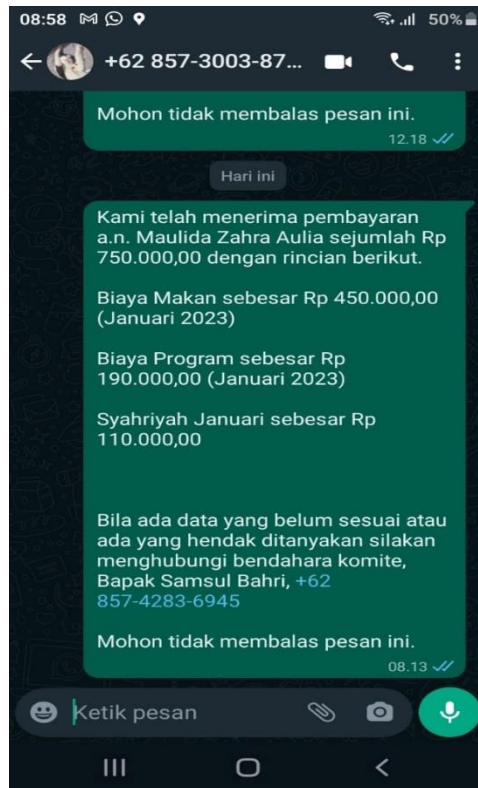 08:58 50%
+62 857-3003-87...
Mohon tidak membalas pesan ini.
12.18
Hari ini
Kami telah menerima pembayaran
a.n. Maulida Zahra Aulia sejumlah Rp
750.000,00 dengan rincian berikut.
Biaya Makan sebesar Rp 450.000,00
(Januari 2023)
Biaya Program sebesar Rp
190.000,00 (Januari 2023)
Syahriyah Januari sebesar Rp
110.000,00
Bila ada data yang belum sesuai atau
ada yang hendak ditanyakan silakan
menghubungi bendahara komite,
Bapak Samsul Bahri, +62
857-4283-6945
Mohon tidak membalas pesan ini.
08.13
Ketik pesan